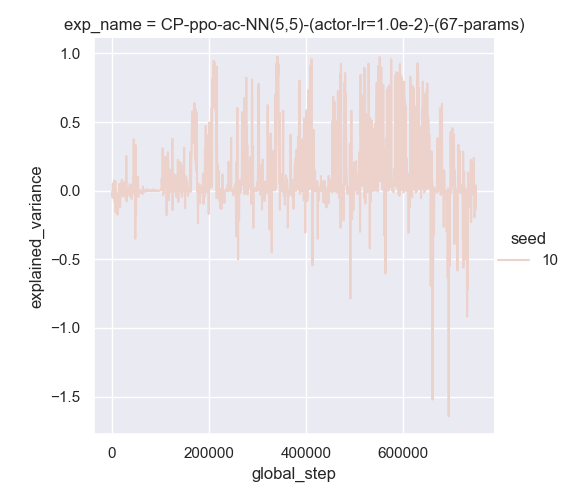 exp_name = CP-ppo-ac-NN(5,5)-(actor-lr=1.0e-2)-(67-params)
1.0
0.5
0.0
−0.5
−1.0
−1.5
explained_variance
0 200000 400000 600000
global_step
seed
10